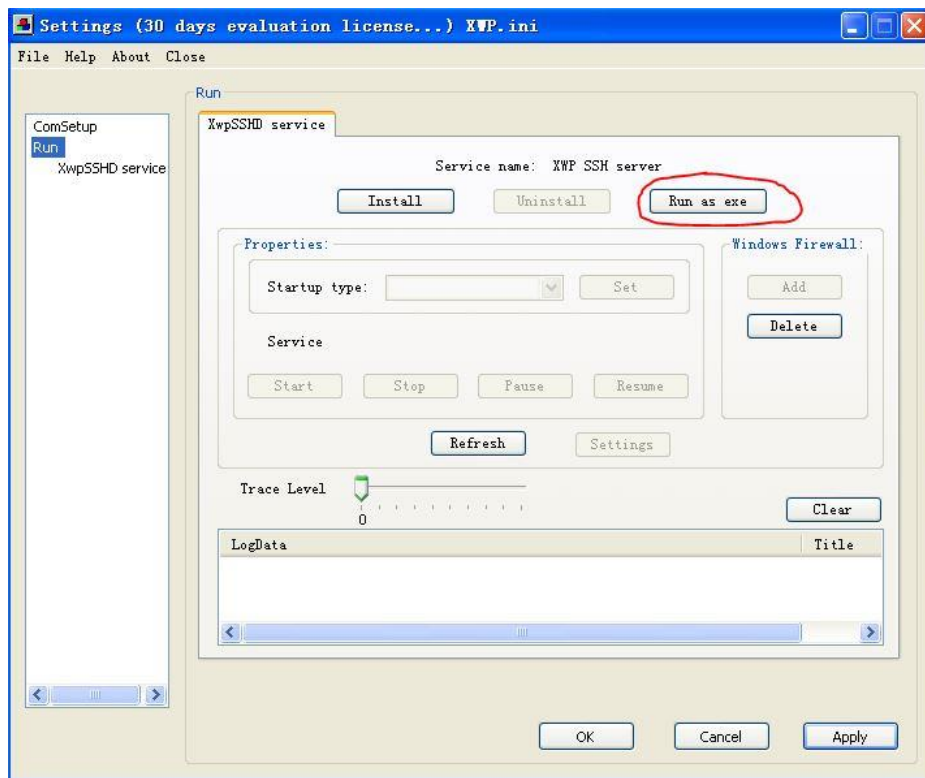 Settings (30 days evaluation license...) XWP.ini
File Help About Close
ComSetup
Run
XwpSSHD service
Run
XwpSSHD service
Service name: XWP SSH server
Install Uninstall Run as exe
Properties:
Startup type: Set
Service
Start Stop Pause Resume
Windows Firewall:
Add
Delete
Refresh Settings
Trace Level
0
Clear
LogData Title
OK Cancel Apply